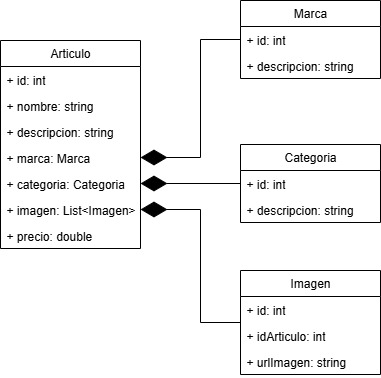 Articulo
+ id: int
+ nombre: string
+ descripcion: string
+ marca: Marca
+ categoria: Categoria
+ imagen: List<Imagen>
+ precio: double
Marca
+ id: int
+ descripcion: string
Categoria
+ id: int
+ descripcion: string
Imagen
+ id: int
+ idArticulo: int
+ urlImagen: string